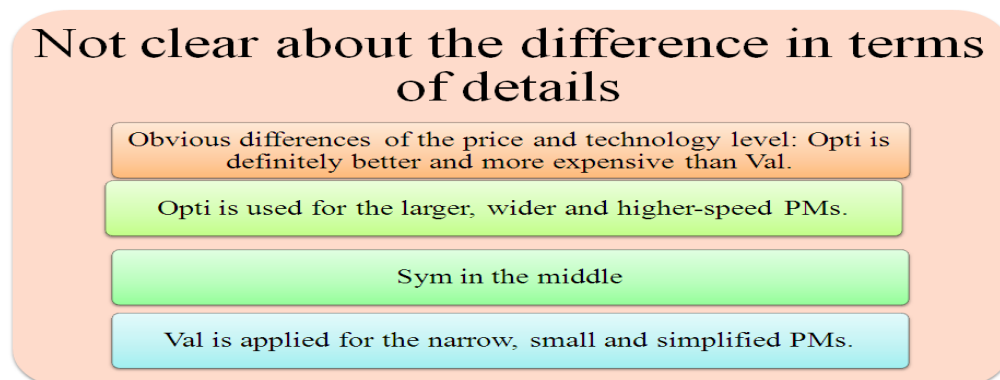 Not clear about the difference in terms
of details
Obvious differences of the price and technology level: Opti is
definitely better and more expensive than Val.
Opti is used for the larger, wider and higher-speed PMs.
Sym in the middle
Val is applied for the narrow, small and simplified PMs.